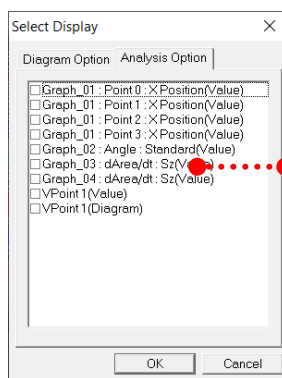 Select Display
Diagram Option Analysis Option
Graph_01 : Point 0 : X Position(Value)
Graph_01 : Point 1 : X Position(Value)
Graph_01 : Point 2 : X Position(Value)
Graph_01 : Point 3 : X Position(Value)
Graph_02 : Angle : Standard(Value)
Graph_03 : dArea/dt : Sz(Value)
Graph_04 : dArea/dt : Sz(Value)
VPoint 1(Value)
VPoint 1(Diagram)
OK Cancel